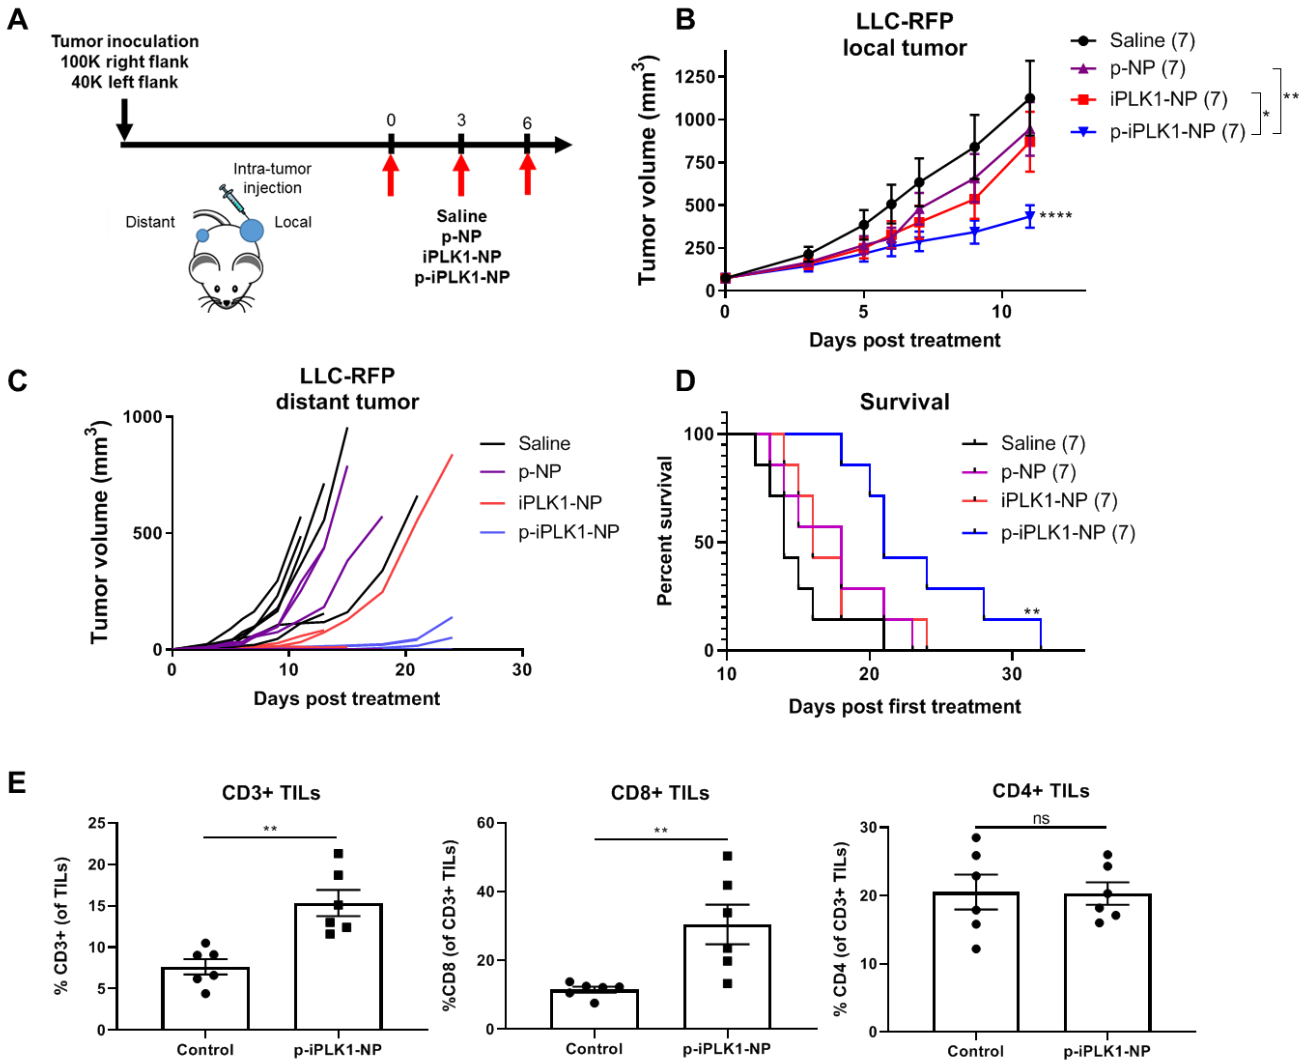 A
Tumor inoculation
100K right flank
40K left flank
0 3 6
Intra-tumor
injection
Distant
Local
Saline
p-NP
iPLK1-NP
p-iPLK1-NP
B
LLC-RFP
local tumor
Tumor volume (mm3)
1250
1000
750
500
250
0
0 5 10
Days post treatment
Saline (7)
p-NP (7)
iPLK1-NP (7)
p-iPLK1-NP (7)
*
**
****
C
LLC-RFP
distant tumor
Tumor volume (mm3)
1000
500
0
0 10 20 30
Days post treatment
Saline
p-NP
iPLK1-NP
p-iPLK1-NP
D
Survival
Percent survival
100
50
0
10 20 30
Days post first treatment
Saline (7)
p-NP (7)
iPLK1-NP (7)
p-iPLK1-NP (7)
**
E
CD3+ TILs
% CD3+ (of TILs)
25
20
15
10
5
0
**
Control p-iPLK1-NP
CD8+ TILs
%CD8 (of CD3+ TILs)
60
40
20
0
**
Control p-iPLK1-NP
CD4+ TILs
% CD4 (of CD3+ TILs)
30
20
10
0
ns
Control p-iPLK1-NP